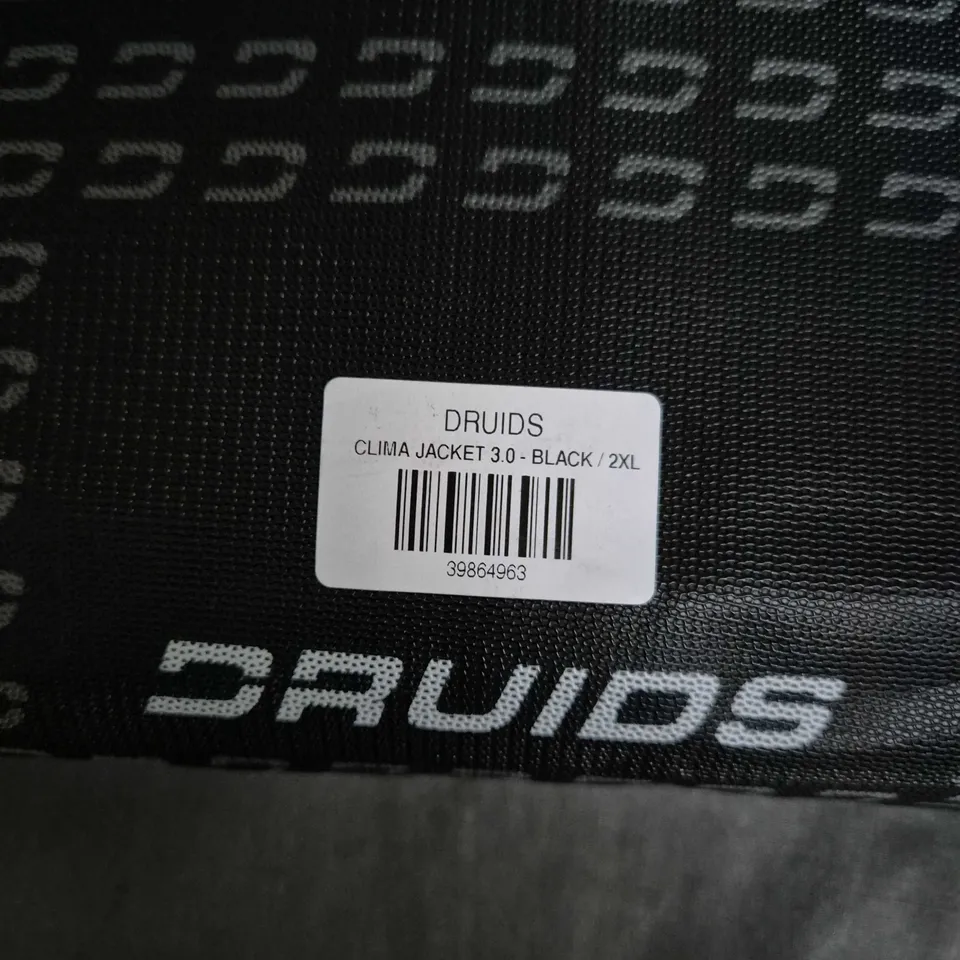 DRUIDS
CLIMA JACKET 3.0 - BLACK / 2XL
39864963
DRUIDS